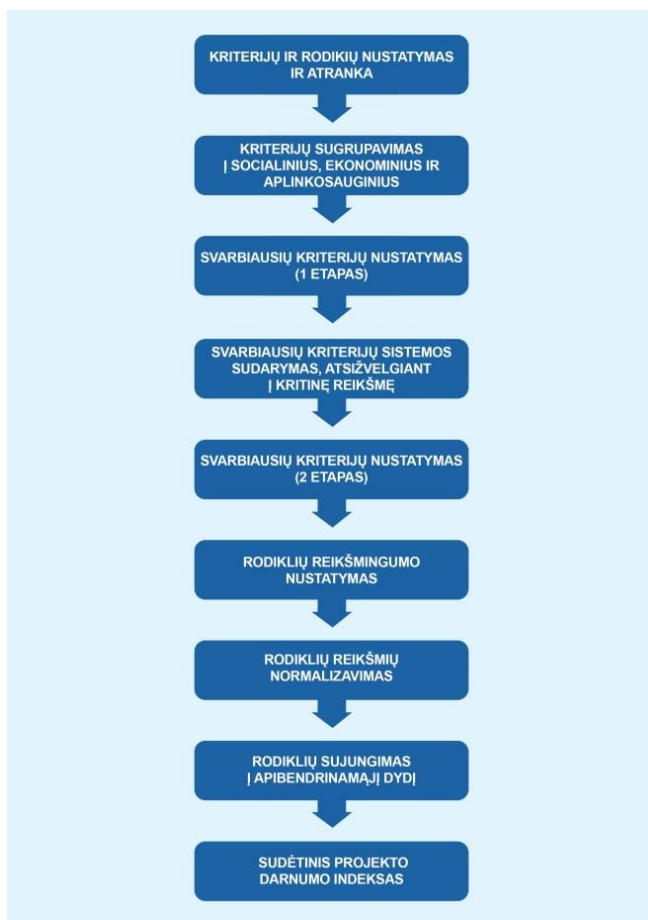 KRITERIJŲ IR RODIKIŲ NUSTATYMAS
IR ATRANKA
KRITERIJŲ SUGRUPAVIMAS
Į SOCIALINIUS, EKONOMINIUS IR
APLINKOSAUGINIUS
SVARBIAUSIŲ KRITERIJŲ NUSTATYMAS
(1 ETAPAS)
SVARBIAUSIŲ KRITERIJŲ SISTEMOS
SUDARYMAS, ATSIŽVELGIANT
Į KRITINĘ REIKŠMĘ
SVARBIAUSIŲ KRITERIJŲ NUSTATYMAS
(2 ETAPAS)
RODIKLIŲ REIKŠMINGUMO
NUSTATYMAS
RODIKLIŲ REIKŠMIŲ
NORMALIZAVIMAS
RODIKLIŲ SUJUNGIMAS
Į APIBENDRINAMĄJĮ DYDĮ
SUDĖTINIS PROJEKTO
DARNUMO INDEKSAS